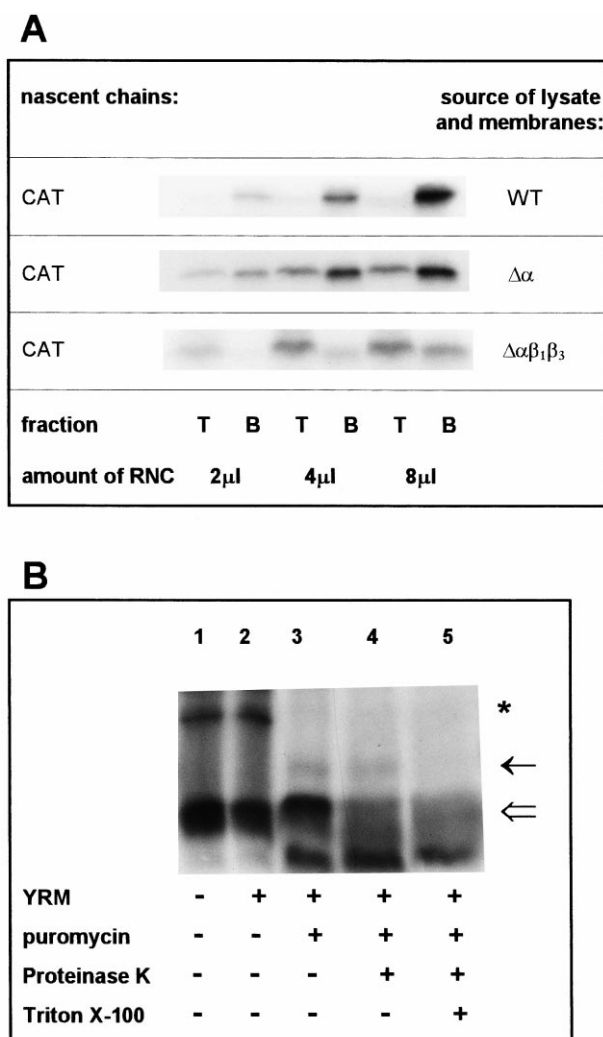 A
nascent chains: source of lysate
and membranes:
CAT WT
CAT Δα
CAT Δαβ₁β₃
fraction T B T B T B
amount of RNC 2µl 4µl 8µl
B
1 2 3 4 5
*
←
⇐
YRM - + + + +
puromycin - - + + +
Proteinase K - - - + +
Triton X-100 - - - - +